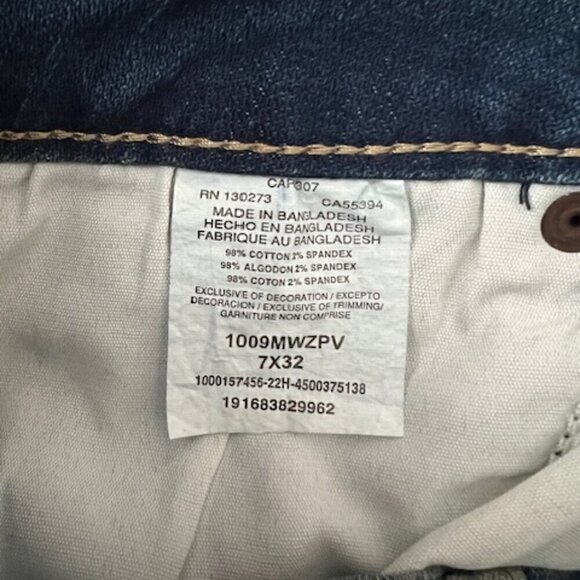 CAP307
RN 130273 CA55394
MADE IN BANGLADESH
HECHO EN BANGLADESH
FABRIQUE AU BANGLADESH
98% COTTON 2% SPANDEX
98% ALGODON 2% SPANDEX
98% COTON 2% SPANDEX
EXCLUSIVE OF DECORATION / EXCEPTO
DECORACION / EXCLUSIVE OF TRIMMING/
GARNITURE NON COMPRISE
1009MWZPV
7X32
1000157456-22H-4500375138
191683829962